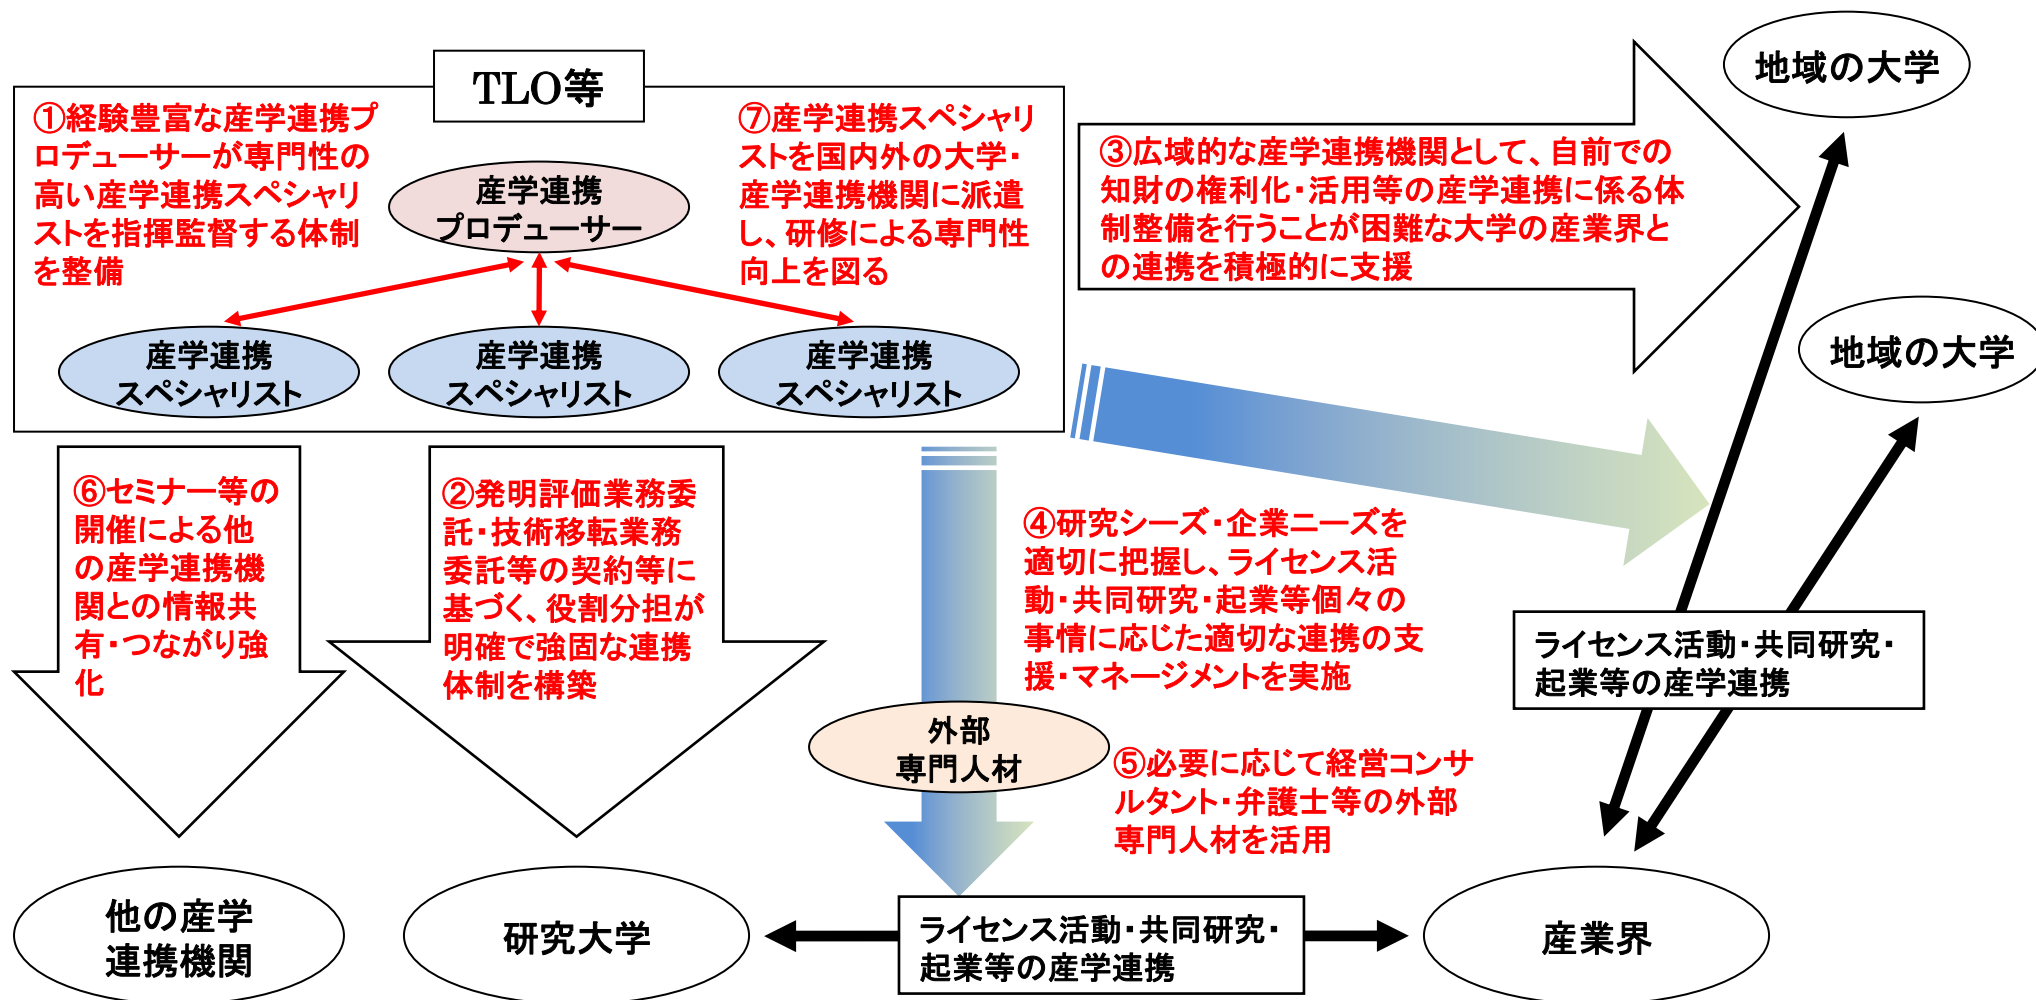 TLO等
①経験豊富な産学連携プ
ロデューサーが専門性の
高い産学連携スペシャリ
ストを指揮監督する体制
を整備
⑦産学連携スペシャリ
ストを国内外の大学・
産学連携機関に派遣
し、研修による専門性
向上を図る
産学連携
プロデューサー
産学連携
スペシャリスト
産学連携
スペシャリスト
産学連携
スペシャリスト
③広域的な産学連携機関として、自前での
知財の権利化・活用等の産学連携に係る体
制整備を行うことが困難な大学の産業界と
の連携を積極的に支援
地域の大学
地域の大学
⑥セミナー等の
開催による他
の産学連携機
関との情報共
有・つながり強
化
②発明評価業務委
託・技術移転業務
委託等の契約等に
基づく、役割分担が
明確で強固な連携
体制を構築
④研究シーズ・企業ニーズを
適切に把握し、ライセンス活
動・共同研究・起業等個々の
事情に応じた適切な連携の支
援・マネージメントを実施
ライセンス活動・共同研究・
起業等の産学連携
外部
専門人材
⑤必要に応じて経営コンサ
ルタント・弁護士等の外部
専門人材を活用
他の産学
連携機関
研究大学
ライセンス活動・共同研究・
起業等の産学連携
産業界